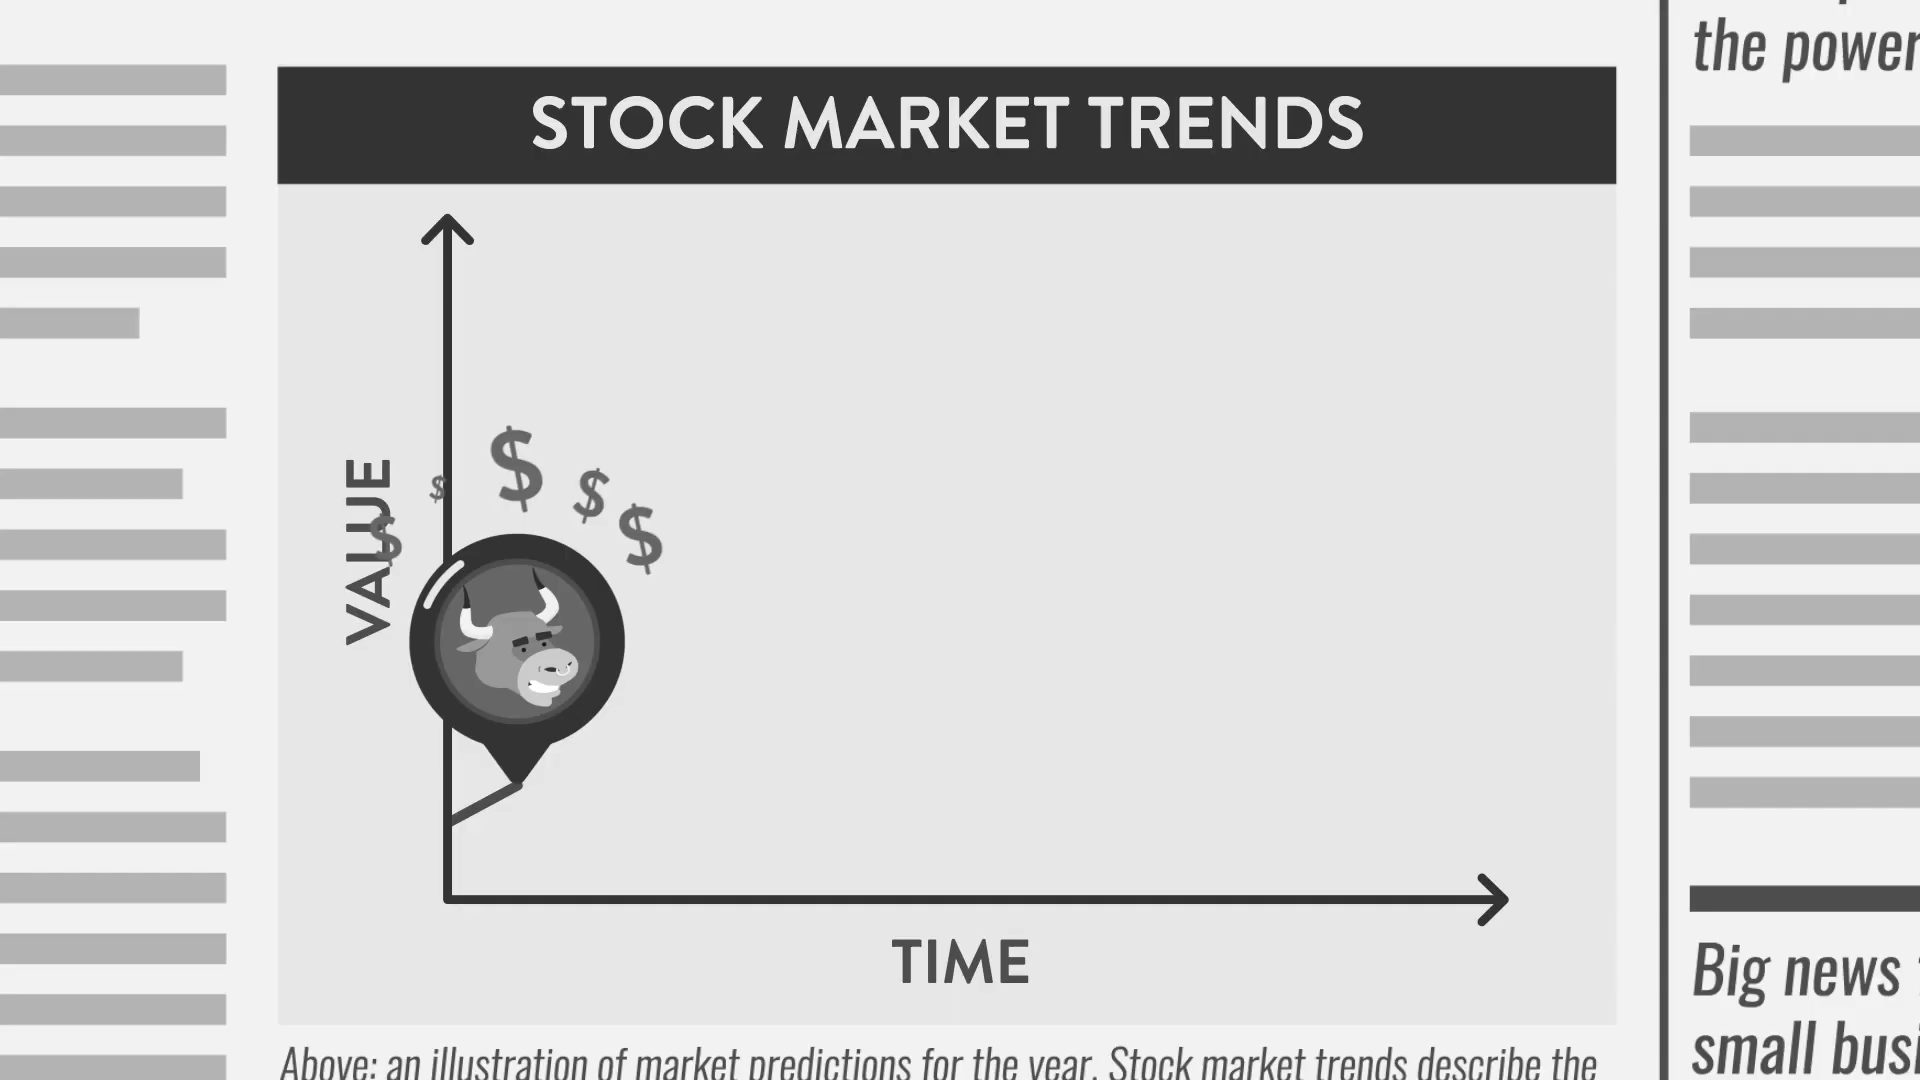 STOCK MARKET TRENDS
VALUE
$
$
$
$
$
TIME
Above: an illustration of market predictions for the year. Stock market trends describe the
the power
Big news
small busi